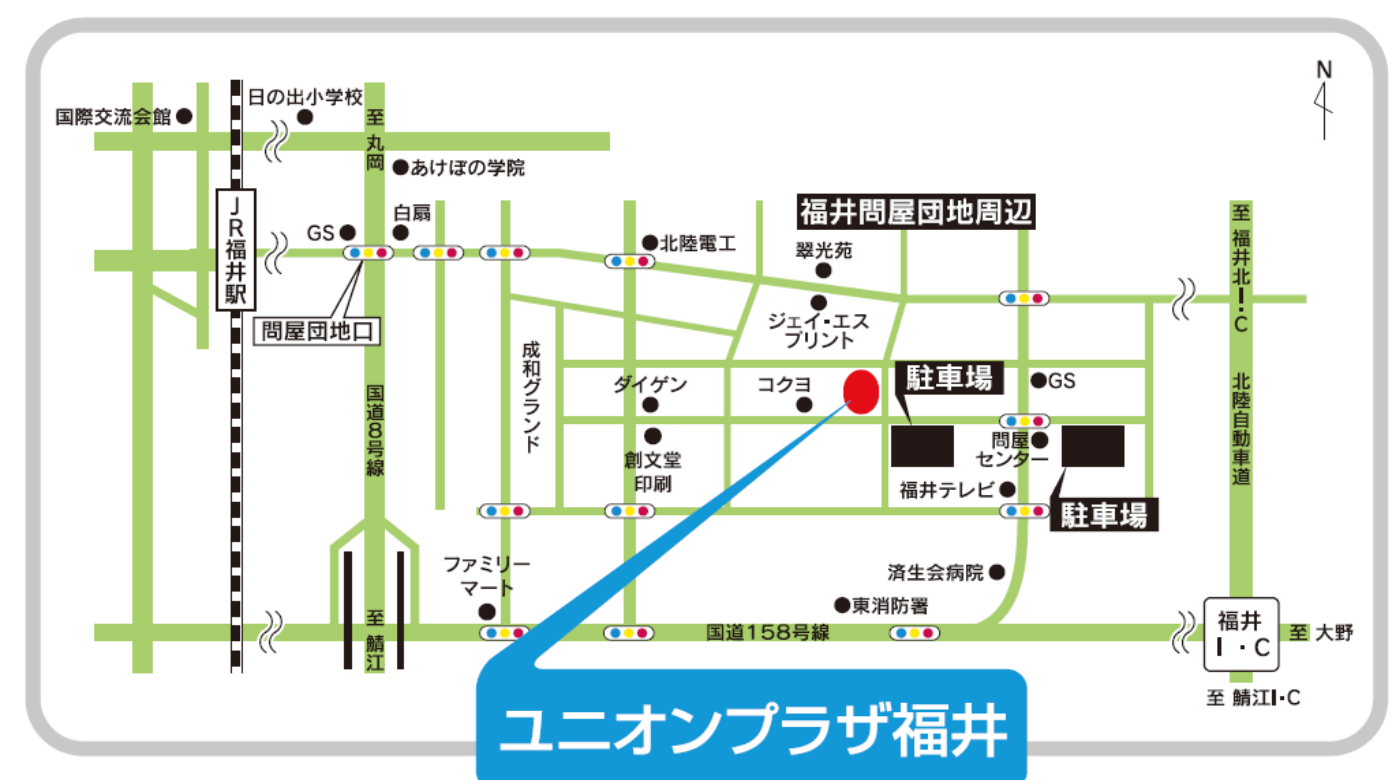 N
国際交流会館
日の出小学校
至
丸
岡
あけぼの学院
JR福井駅
GS
白扇
問屋団地口
北陸電工
福井問屋団地周辺
翠光苑
ジェイ・エス
プリント
至 福井北I・C
北陸自動車道
成和グランド
国道8号線
ダイゲン
コクヨ
駐車場
GS
創文堂
印刷
問屋
センター
福井テレビ
駐車場
ファミリー
マート
済生会病院
東消防署
至
鯖
江
国道158号線
福井
I・C
至 大野
至 鯖江I・C
ユニオンプラザ福井